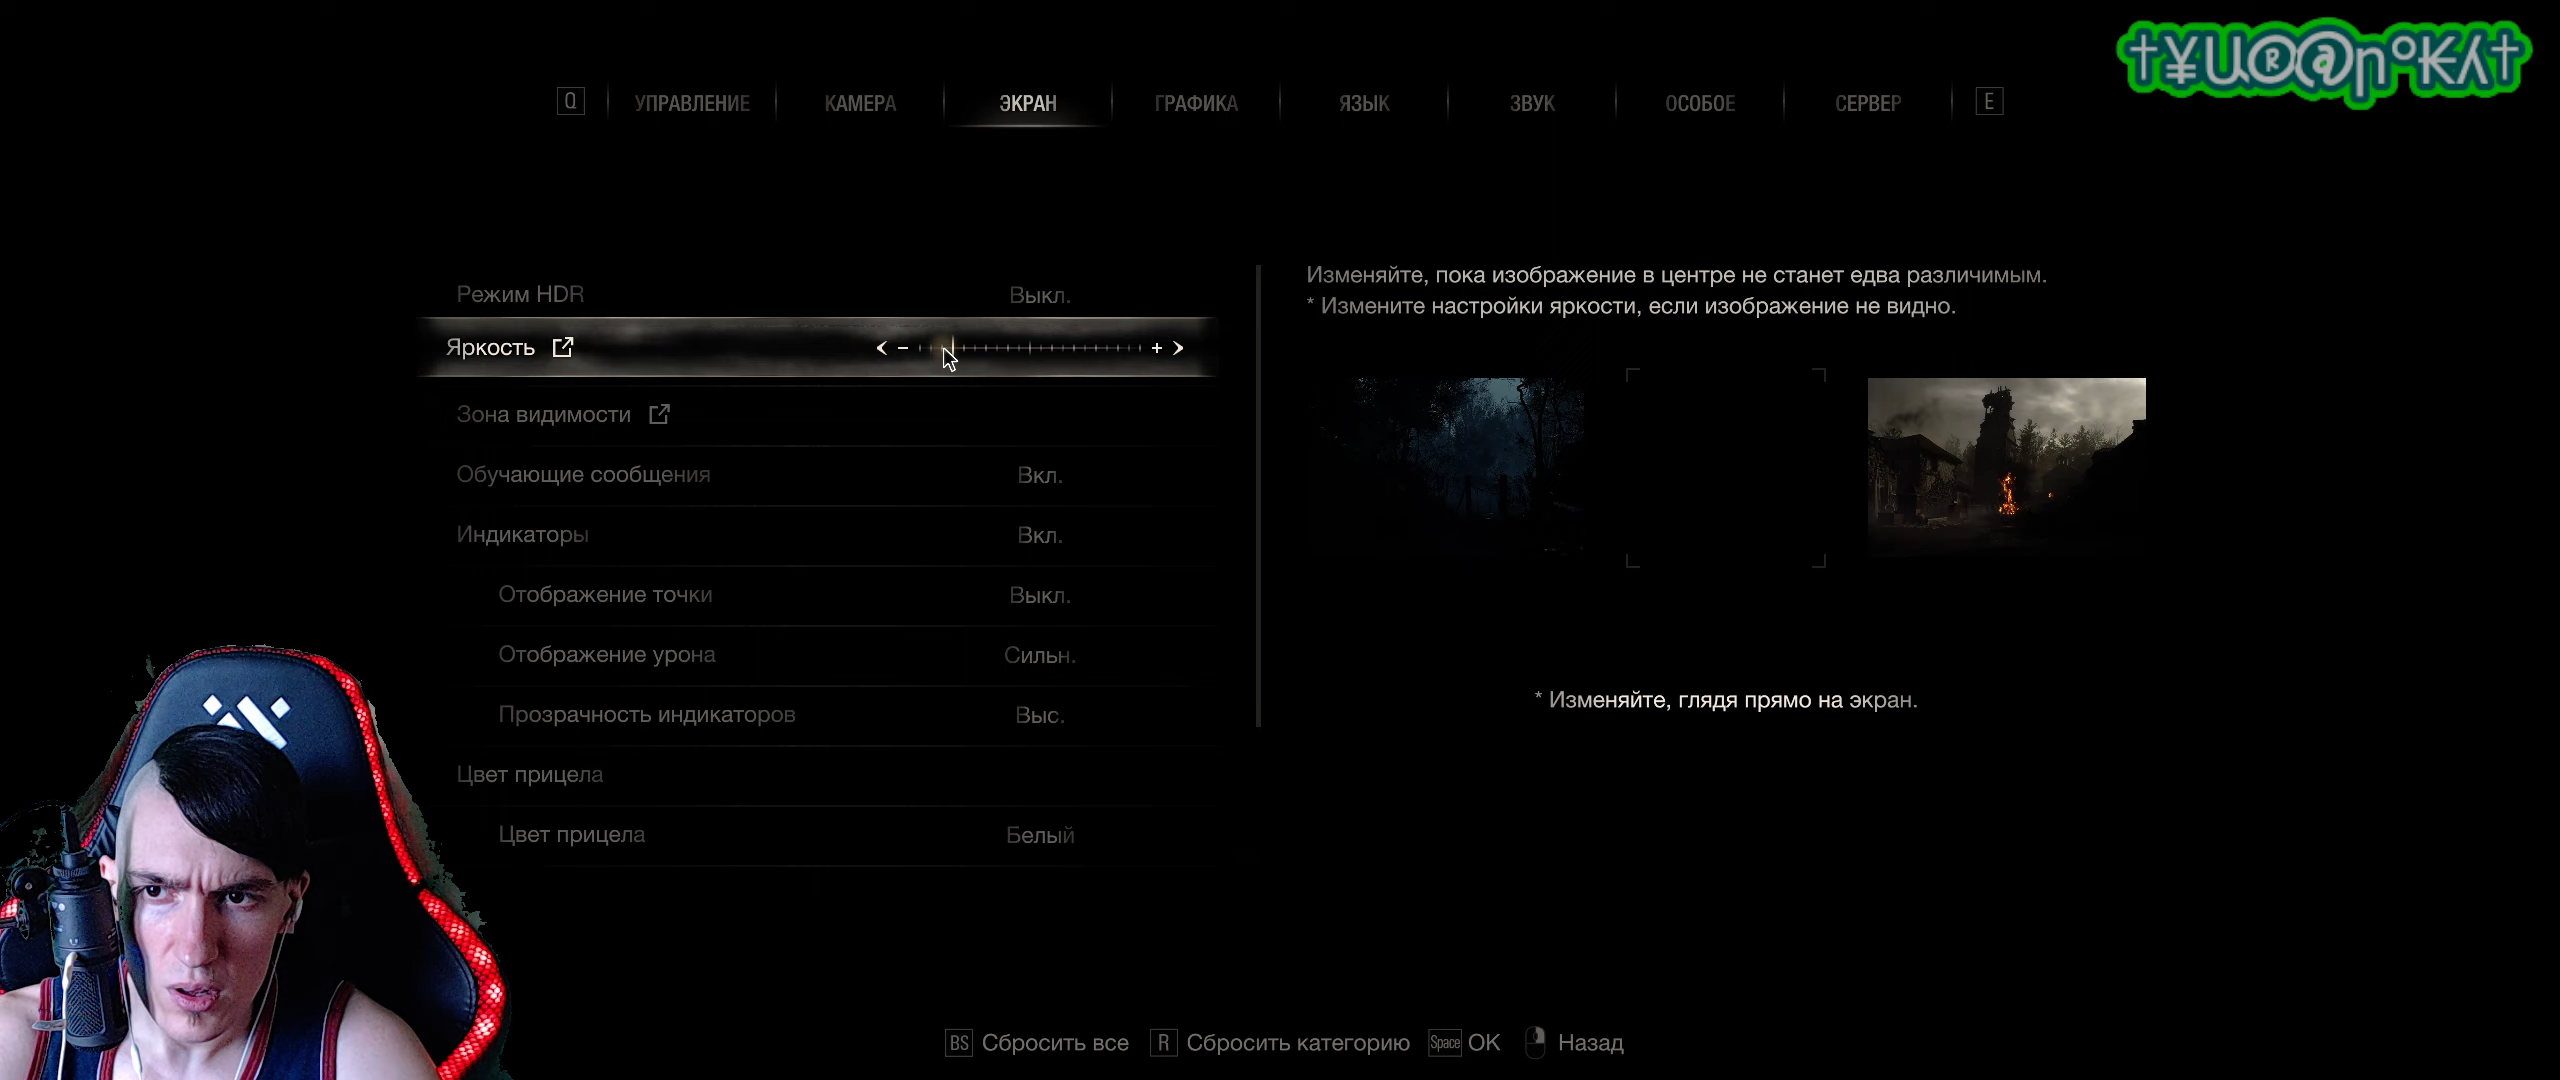 †¥U®@ηº₭Λ†
Q УПРАВЛЕНИЕ КАМЕРА ЭКРАН ГРАФИКА ЯЗЫК ЗВУК ОСОБОЕ СЕРВЕР E
Режим HDR Выкл.
Яркость
Зона видимости
Обучающие сообщения Вкл.
Индикаторы Вкл.
Отображение точки Выкл.
Отображение урона Сильн.
Прозрачность индикаторов Выс.
Цвет прицела
Цвет прицела Белый
Изменяйте, пока изображение в центре не станет едва различимым.
* Измените настройки яркости, если изображение не видно.
* Изменяйте, глядя прямо на экран.
BS Сбросить все R Сбросить категорию Space OK Назад